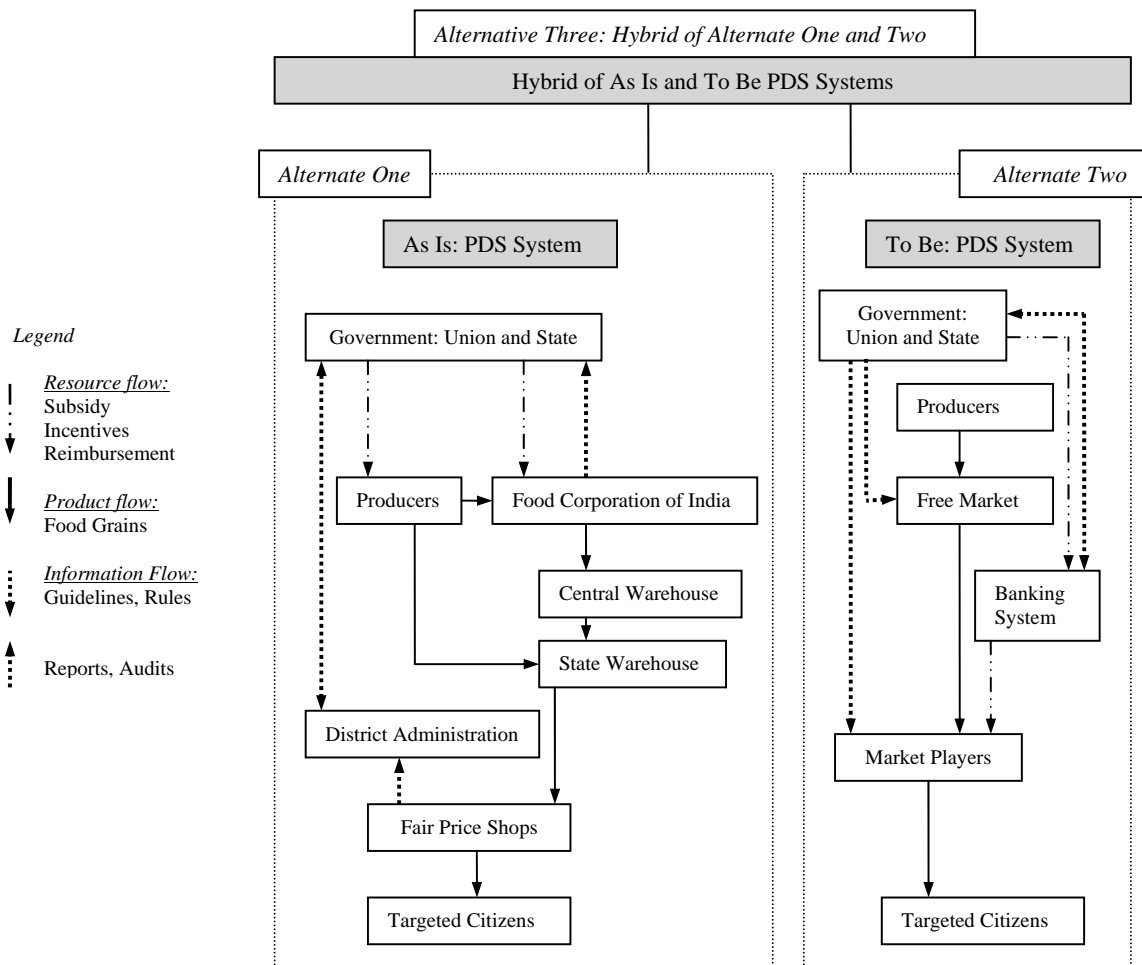 Alternative Three: Hybrid of Alternate One and Two
Hybrid of As Is and To Be PDS Systems
Alternate One
As Is: PDS System
Government: Union and State
Producers
Food Corporation of India
Central Warehouse
State Warehouse
District Administration
Fair Price Shops
Targeted Citizens
Alternate Two
To Be: PDS System
Government:
Union and State
Producers
Free Market
Banking
System
Market Players
Targeted Citizens
Legend
Resource flow:
Subsidy
Incentives
Reimbursement
Product flow:
Food Grains
Information Flow:
Guidelines, Rules
Reports, Audits